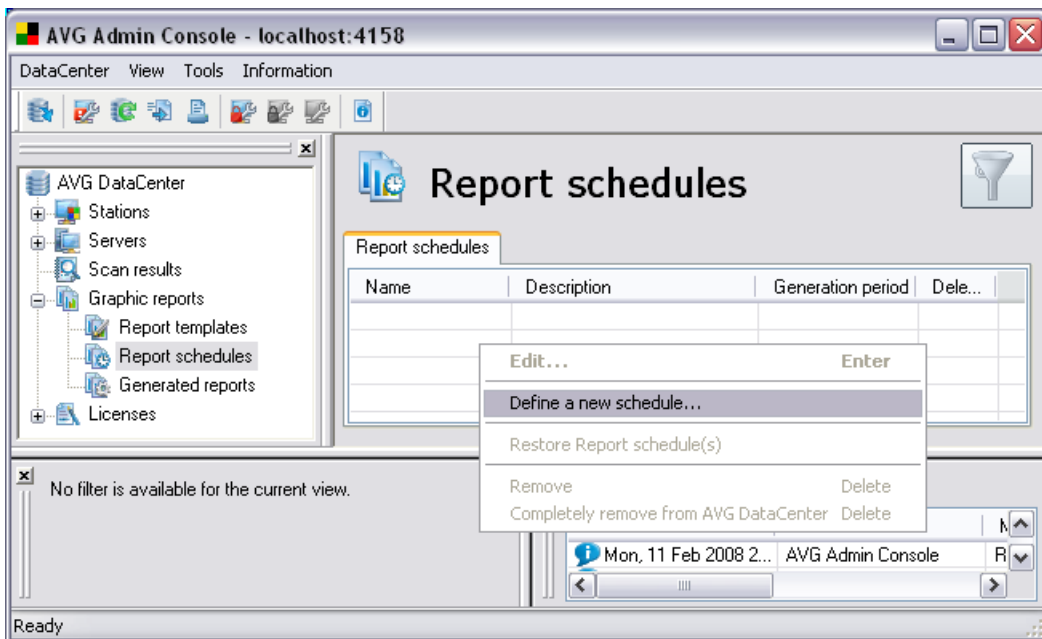 AVG Admin Console - localhost:4158
DataCenter View Tools Information
AVG DataCenter
Stations
Servers
Scan results
Graphic reports
Report templates
Report schedules
Generated reports
Licenses
Report schedules
Report schedules
Name Description Generation period Dele...
Edit... Enter
Define a new schedule...
Restore Report schedule(s)
Remove Delete
Completely remove from AVG DataCenter Delete
No filter is available for the current view.
Mon, 11 Feb 2008 2... AVG Admin Console R
Ready